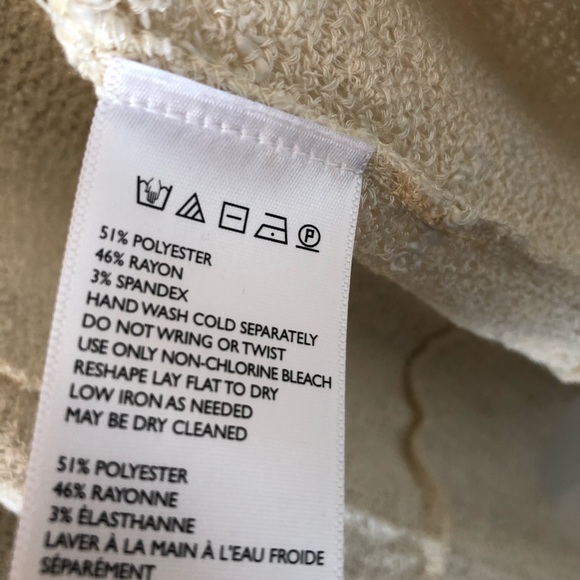 P
51% POLYESTER
46% RAYON
3% SPANDEX
HAND WASH COLD SEPARATELY
DO NOT WRING OR TWIST
USE ONLY NON-CHLORINE BLEACH
RESHAPE LAY FLAT TO DRY
LOW IRON AS NEEDED
MAY BE DRY CLEANED
51% POLYESTER
46% RAYONNE
3% ÉLASTHANNE
LAVER À LA MAIN À L'EAU FROIDE
SÉPARÉMENT